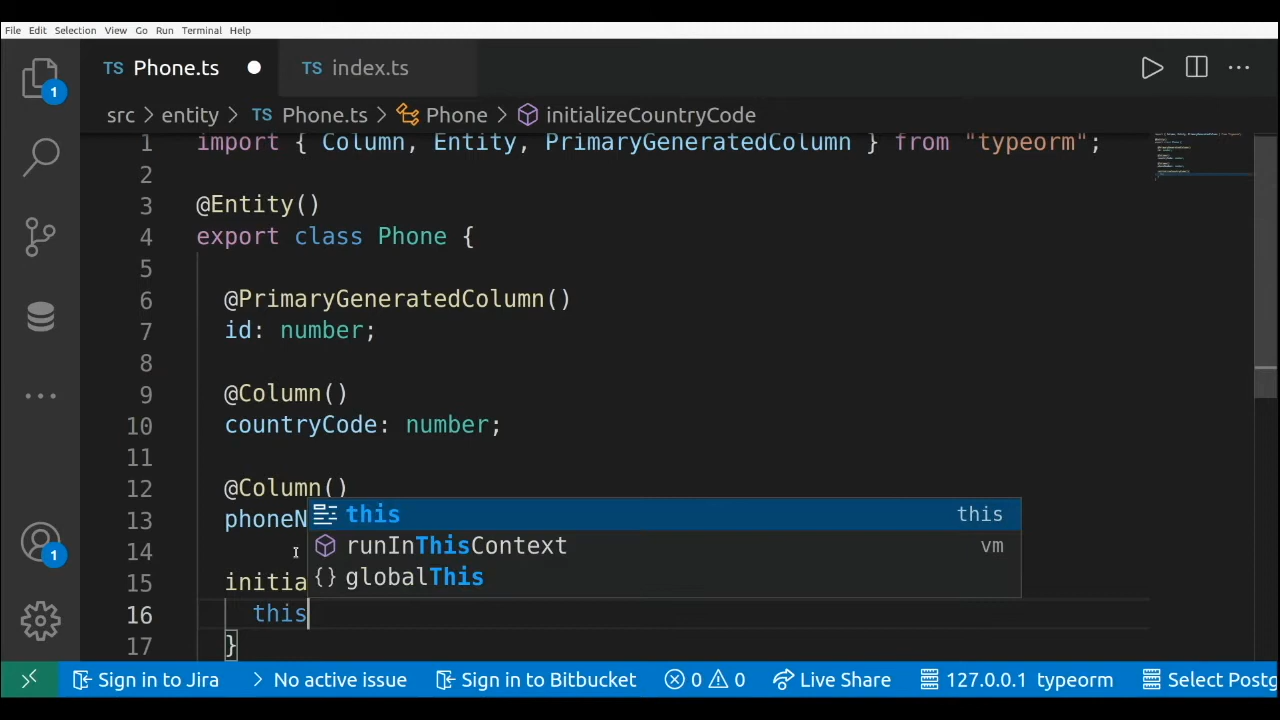 File Edit Selection View Go Run Terminal Help
TS Phone.ts TS index.ts
1
src > entity > TS Phone.ts > Phone > initializeCountryCode
1 import { Column, Entity, PrimaryGeneratedColumn } from "typeorm";
2
3 @Entity()
4 export class Phone {
5
6 @PrimaryGeneratedColumn()
7 id: number;
8
9 @Column()
10 countryCode: number;
11
12 @Column()
13 phoneN
this this
14
runInThisContext vm
15 initia
{} globalThis
16 this
17 }
1
Sign in to Jira > No active issue Sign in to Bitbucket 0 0 Live Share 127.0.0.1 typeorm Select Postg